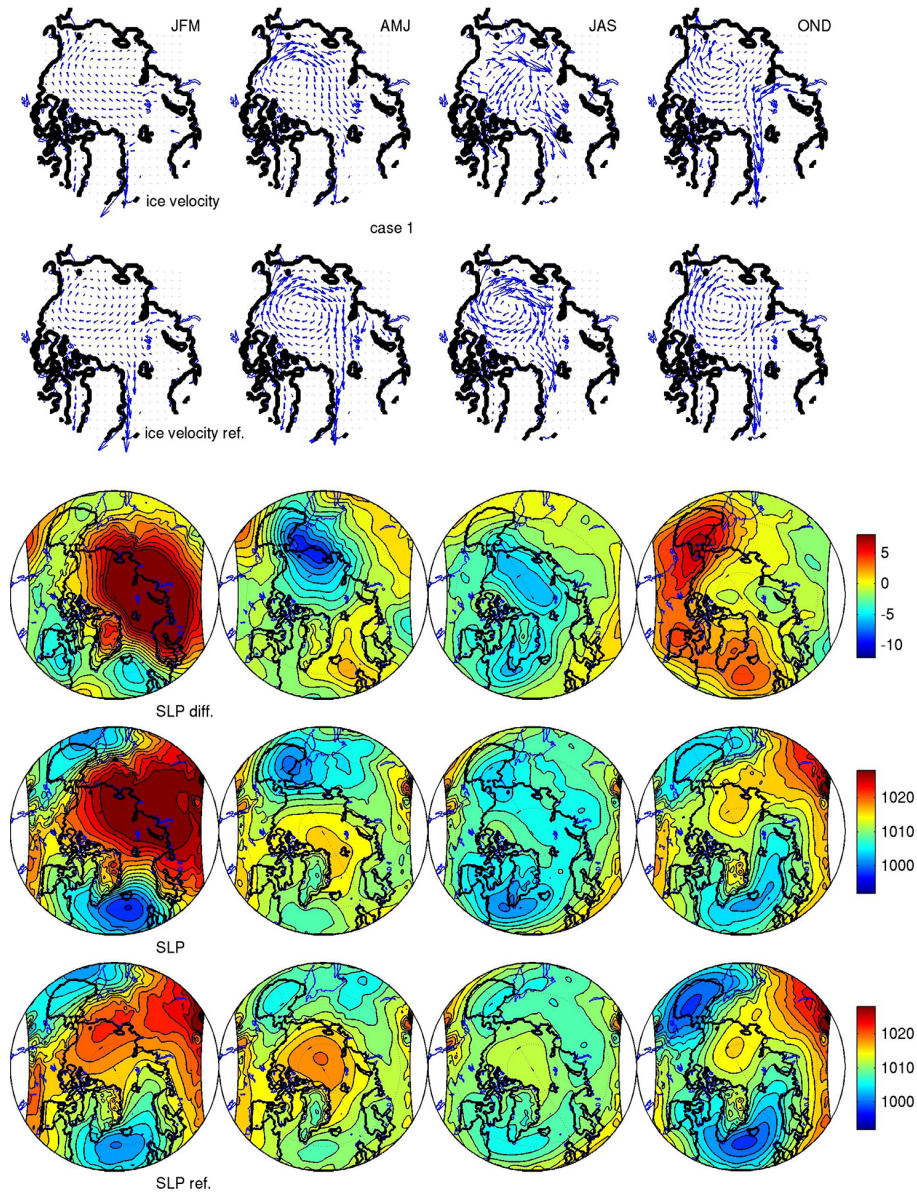 JFM AMJ JAS OND
ice velocity
case 1
ice velocity ref.
5
0
-5
-10
SLP diff.
1020
1010
1000
SLP
1020
1010
1000
SLP ref.